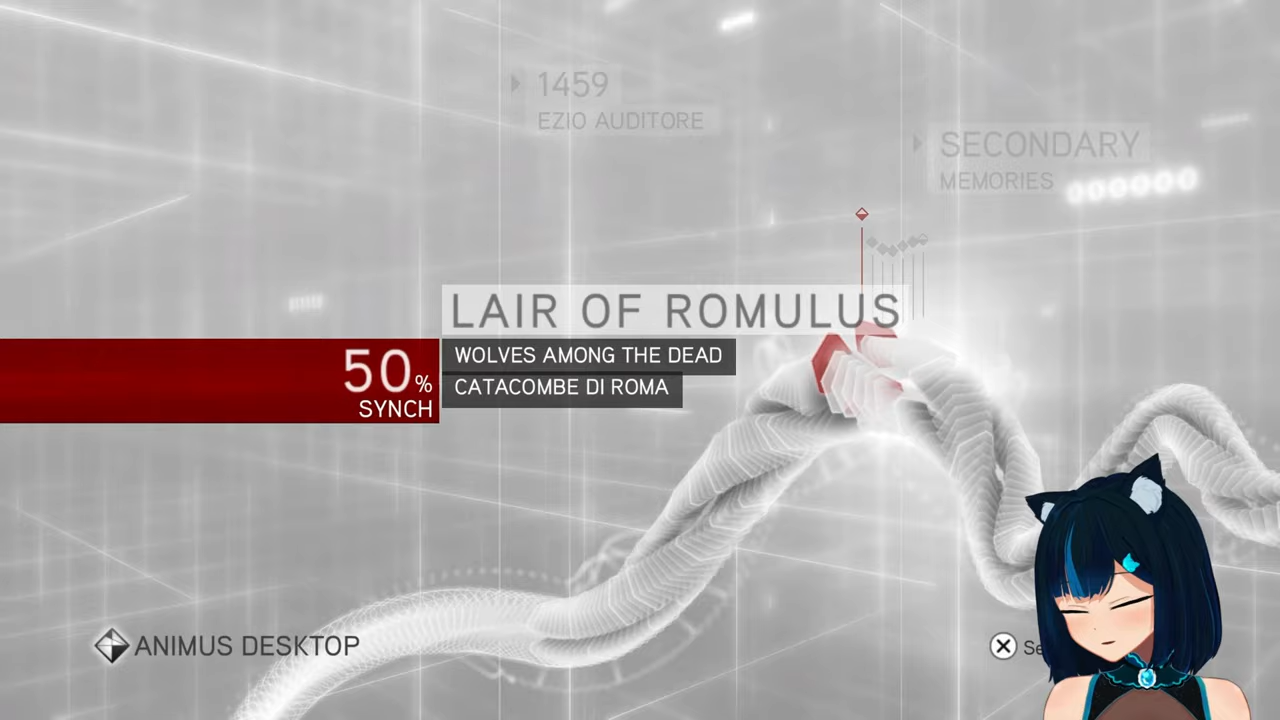 1459
EZIO AUDITORE
SECONDARY
MEMORIES
LAIR OF ROMULUS
50%
SYNCH
WOLVES AMONG THE DEAD
CATACOMBE DI ROMA
ANIMUS DESKTOP